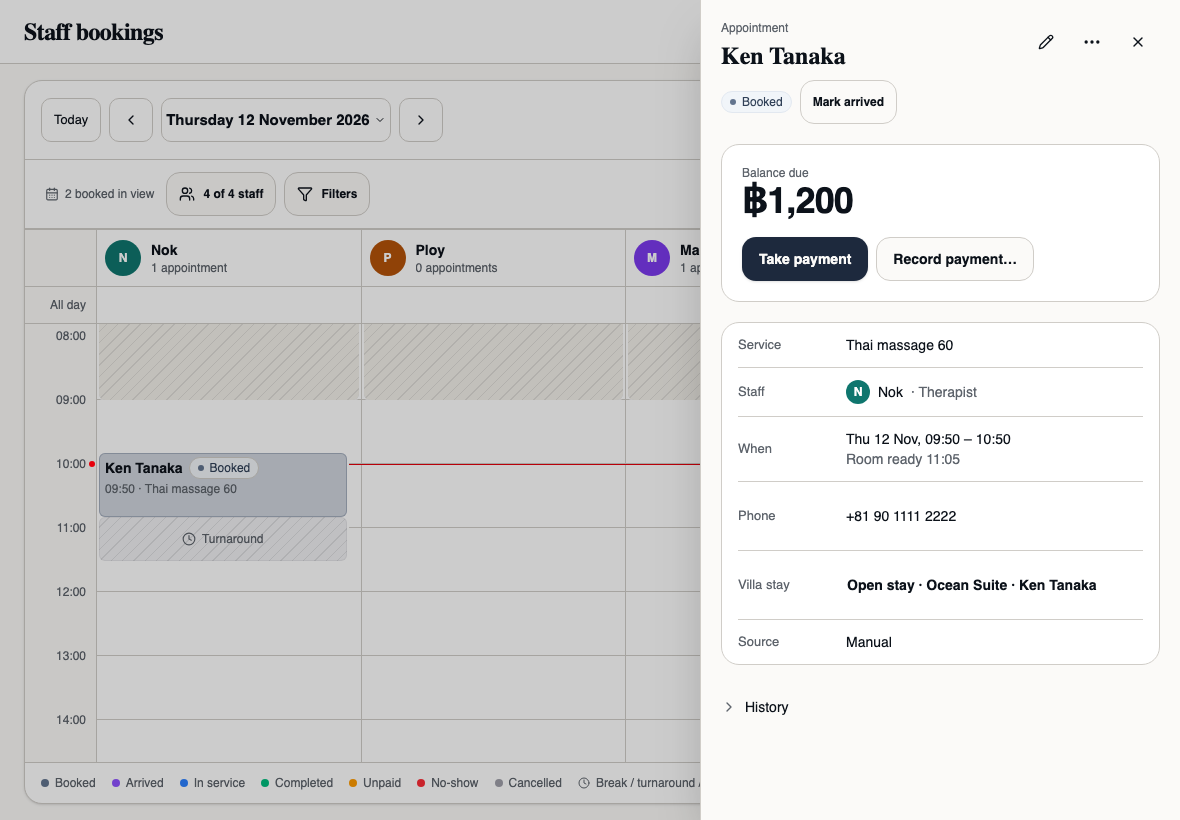 Staff bookings
Today
Thursday 12 November 2026
2 booked in view
4 of 4 staff
Filters
N
Nok
1 appointment
P
Ploy
0 appointments
M
All day
08:00
09:00
10:00
Ken Tanaka
Booked
09:50 · Thai massage 60
11:00
Turnaround
12:00
13:00
14:00
Booked
Arrived
In service
Completed
Unpaid
No-show
Cancelled
Break / turnaround
Appointment
Ken Tanaka
Booked
Mark arrived
Balance due
฿1,200
Take payment
Record payment…
Service
Thai massage 60
Staff
N
Nok · Therapist
When
Thu 12 Nov, 09:50 – 10:50
Room ready 11:05
Phone
+81 90 1111 2222
Villa stay
Open stay · Ocean Suite · Ken Tanaka
Source
Manual
History